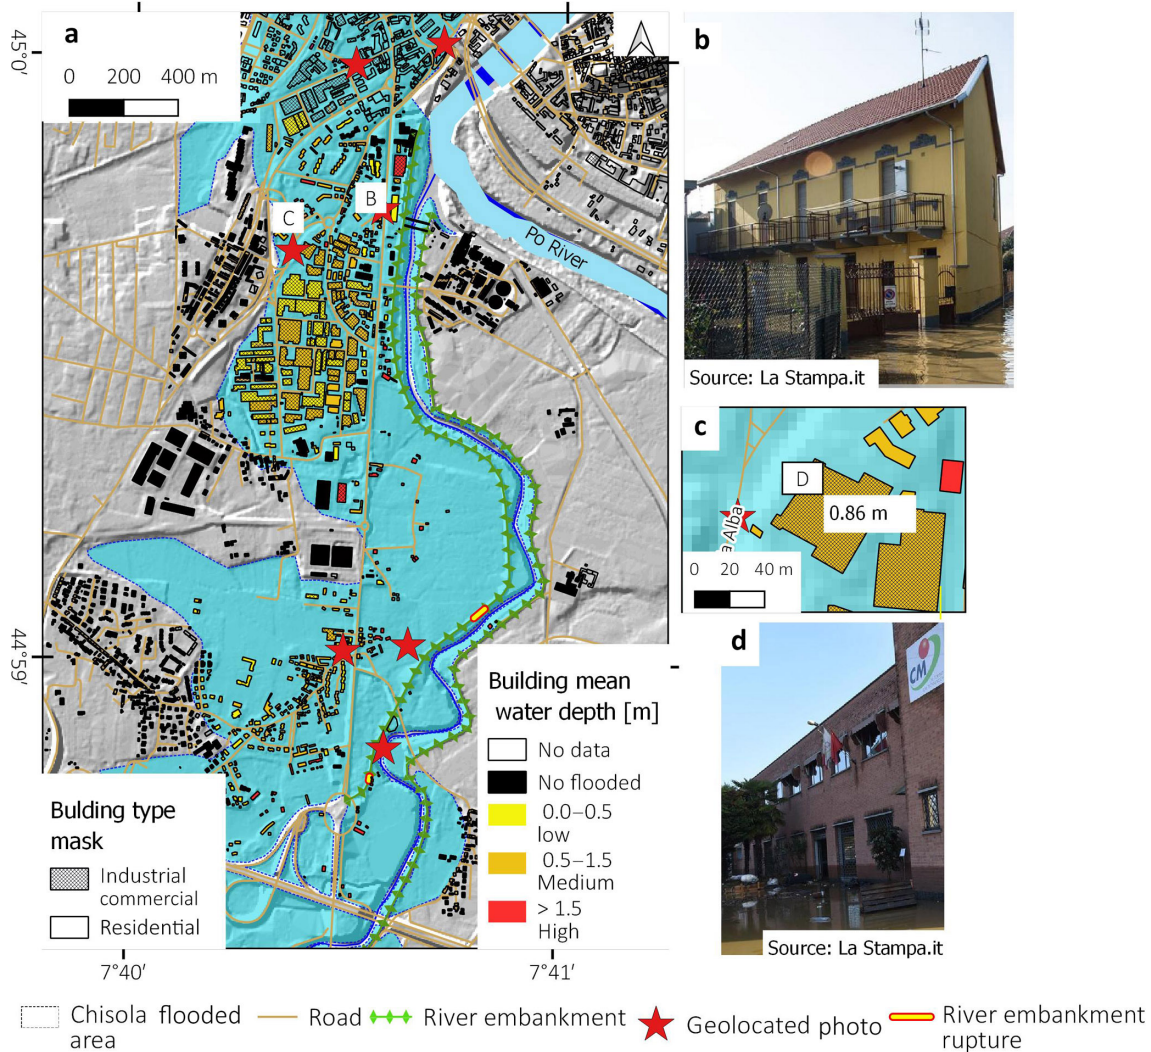 a
0 200 400 m
45°0′
44°59′
B
C
Po River
7°40′
7°41′
Bulding type
mask
Industrial
commercial
Residential
Building mean
water depth [m]
No data
No flooded
0.0–0.5
low
0.5–1.5
Medium
> 1.5
High
b
Source: La Stampa.it
c
D
0.86 m
a Alba
0 20 40 m
d
CM
Source: La Stampa.it
Chisola flooded
area
Road
River embankment
Geolocated photo
River embankment
rupture